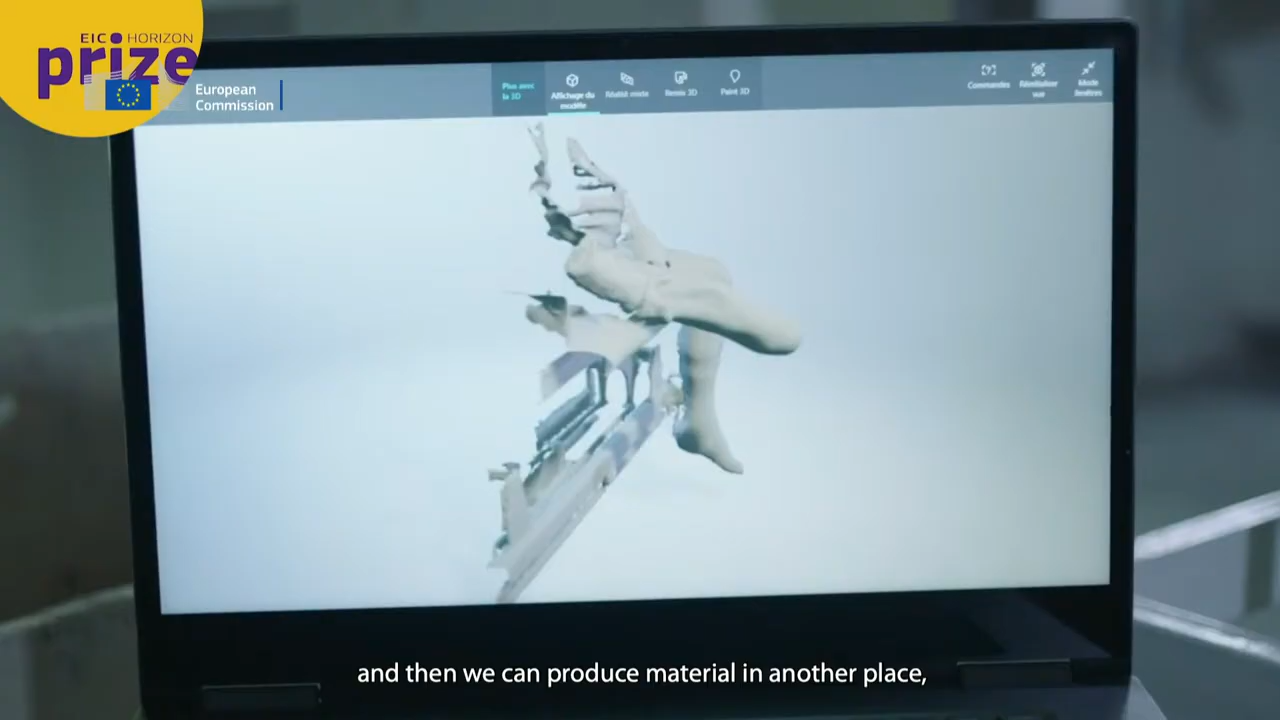 EIC HORIZON
prize
European
Commission
Plus avec
la 3D
Affichage du
modèle
Réalité mixte
Remix 3D
Paint 3D
Commandes
Réinitialiser
vue
Mode
fenêtres
and then we can produce material in another place,